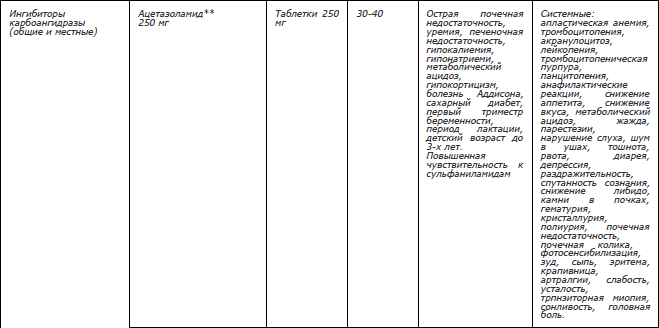 Ингибиторы
карбоангидразы
(общие и местные)
Ацетазоламид**
250 мг
Таблетки 250
мг
30-40
Острая почечная
недостаточность,
уремия, печеночная
недостаточность,
гипокалиемия,
гипонатриеми,
метаболический
ацидоз,
гипокортицизм,
болезнь Аддисона,
сахарный диабет,
первый триместр
беременности,
период лактации,
детский возраст до
3-х лет.
Повышенная
чувствительность к
сульфаниламидам
Системные:
апластическая анемия,
тромбоцитопения,
акранулоцитоз,
лейкопения,
тромбоцитопеническая
пурпура,
панцитопения,
анафилактические
реакции, снижение
аппетита, снижение
вкуса, метаболический
ацидоз, жажда,
парестезии,
нарушение слуха, шум
в ушах, тошнота,
рвота, диарея,
депрессия,
раздражительность,
спутанность сознания,
снижение либидо,
камни в почках,
гематурия,
кристаллурия,
полиурия, почечная
недостаточность,
почечная колика,
фотосенсибилизация,
зуд, сыпь, эритема,
крапивница,
артралгии, слабость,
усталость,
трпнзиторная миопия,
сонливость, головная
боль.